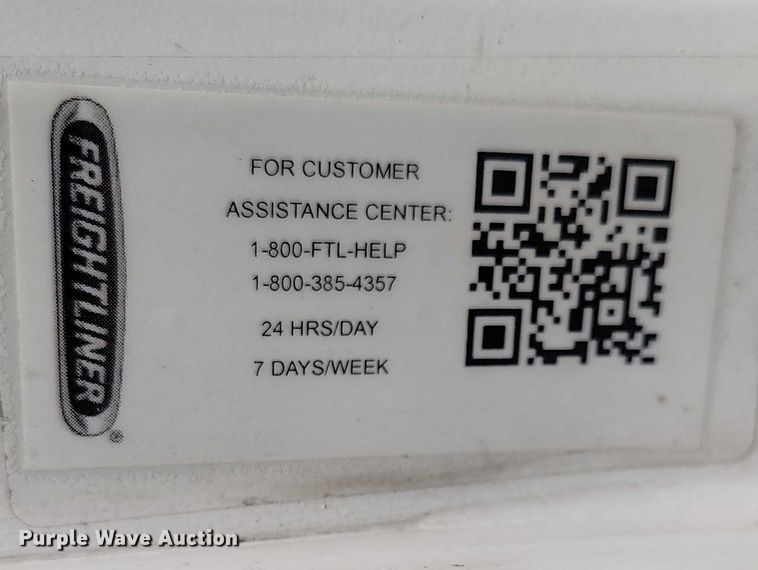 FREIGHTLINER
®
FOR CUSTOMER
ASSISTANCE CENTER:
1-800-FTL-HELP
1-800-385-4357
24 HRS/DAY
7 DAYS/WEEK
Purple Wave Auction